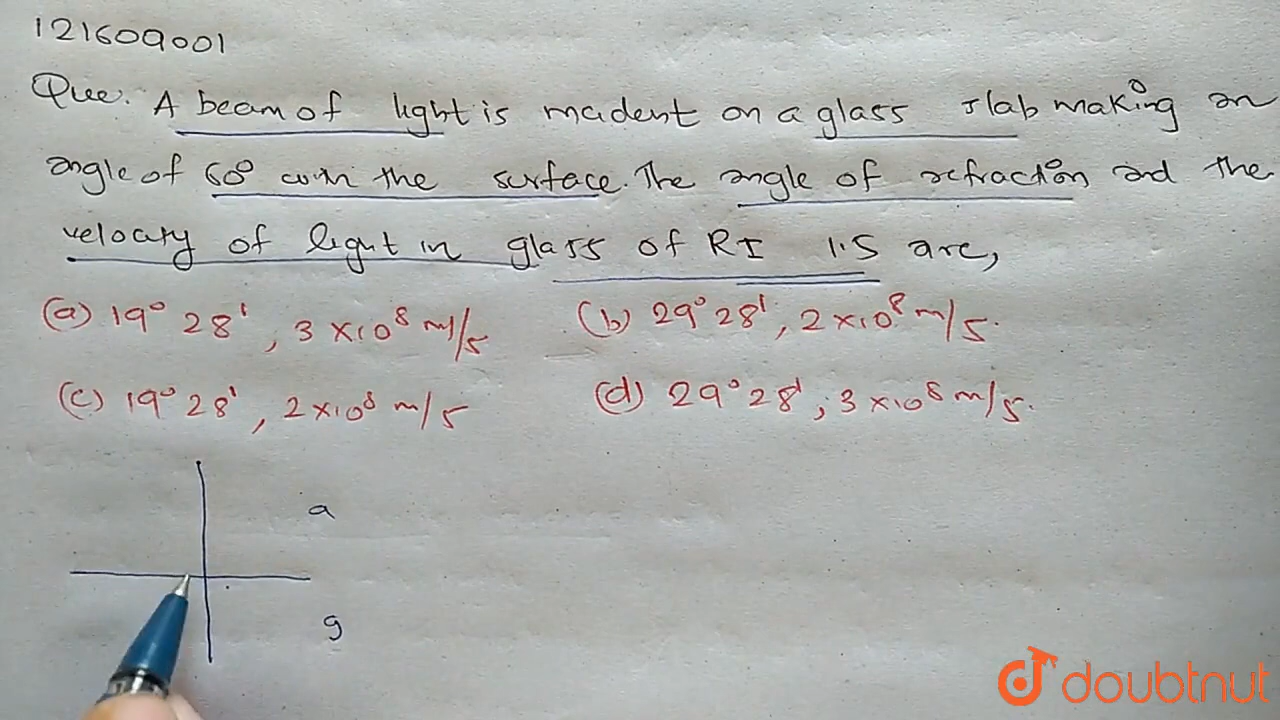 121609001
Que. A beam of light is incident on a glass slab making an
angle of 60° with the surface. The angle of refraction and the
velocity of light in glass of RI 1.5 are,
(a) 19° 28', 3 ×10⁸ m/s
(b) 29° 28', 2 ×10⁸ m/s.
(c) 19° 28', 2 ×10⁸ m/s
(d) 29° 28', 3 ×10⁸ m/s.
a
g
doubtnut